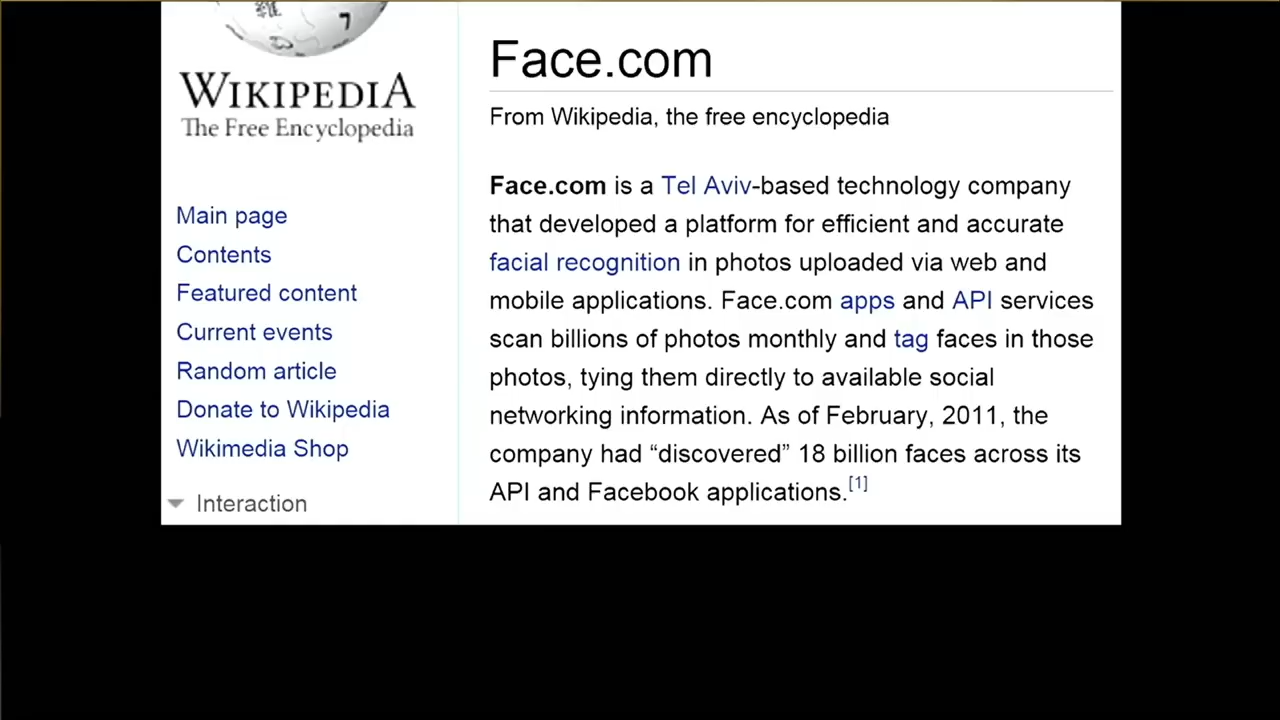 維
7
WIKIPEDIA
The Free Encyclopedia
Main page
Contents
Featured content
Current events
Random article
Donate to Wikipedia
Wikimedia Shop
Interaction
Face.com
From Wikipedia, the free encyclopedia
Face.com is a Tel Aviv-based technology company
that developed a platform for efficient and accurate
facial recognition in photos uploaded via web and
mobile applications. Face.com apps and API services
scan billions of photos monthly and tag faces in those
photos, tying them directly to available social
networking information. As of February, 2011, the
company had “discovered” 18 billion faces across its
API and Facebook applications.[1]